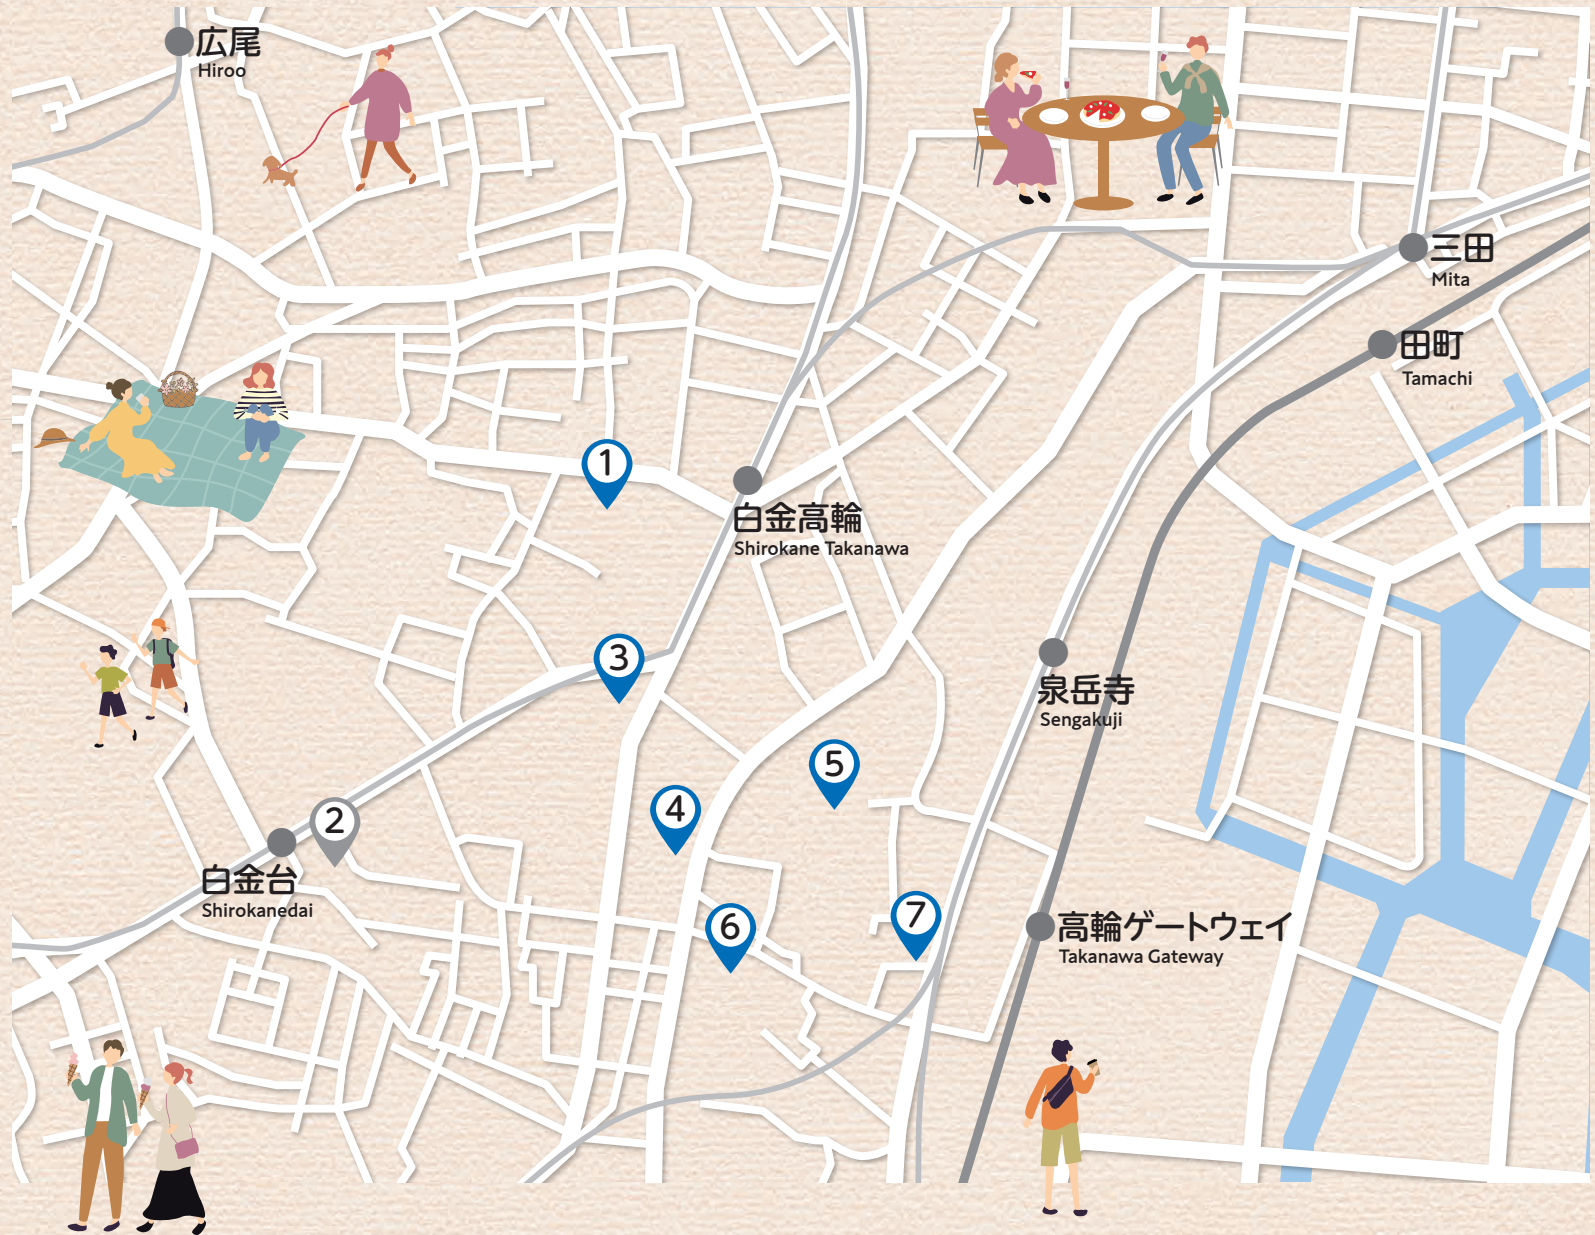 広尾
Hiroo
三田
Mita
田町
Tamachi
1
白金高輪
Shirokane Takanawa
3
泉岳寺
Sengakuji
5
4
2
白金台
Shirokanedai
6
7
高輪ゲートウェイ
Takanawa Gateway